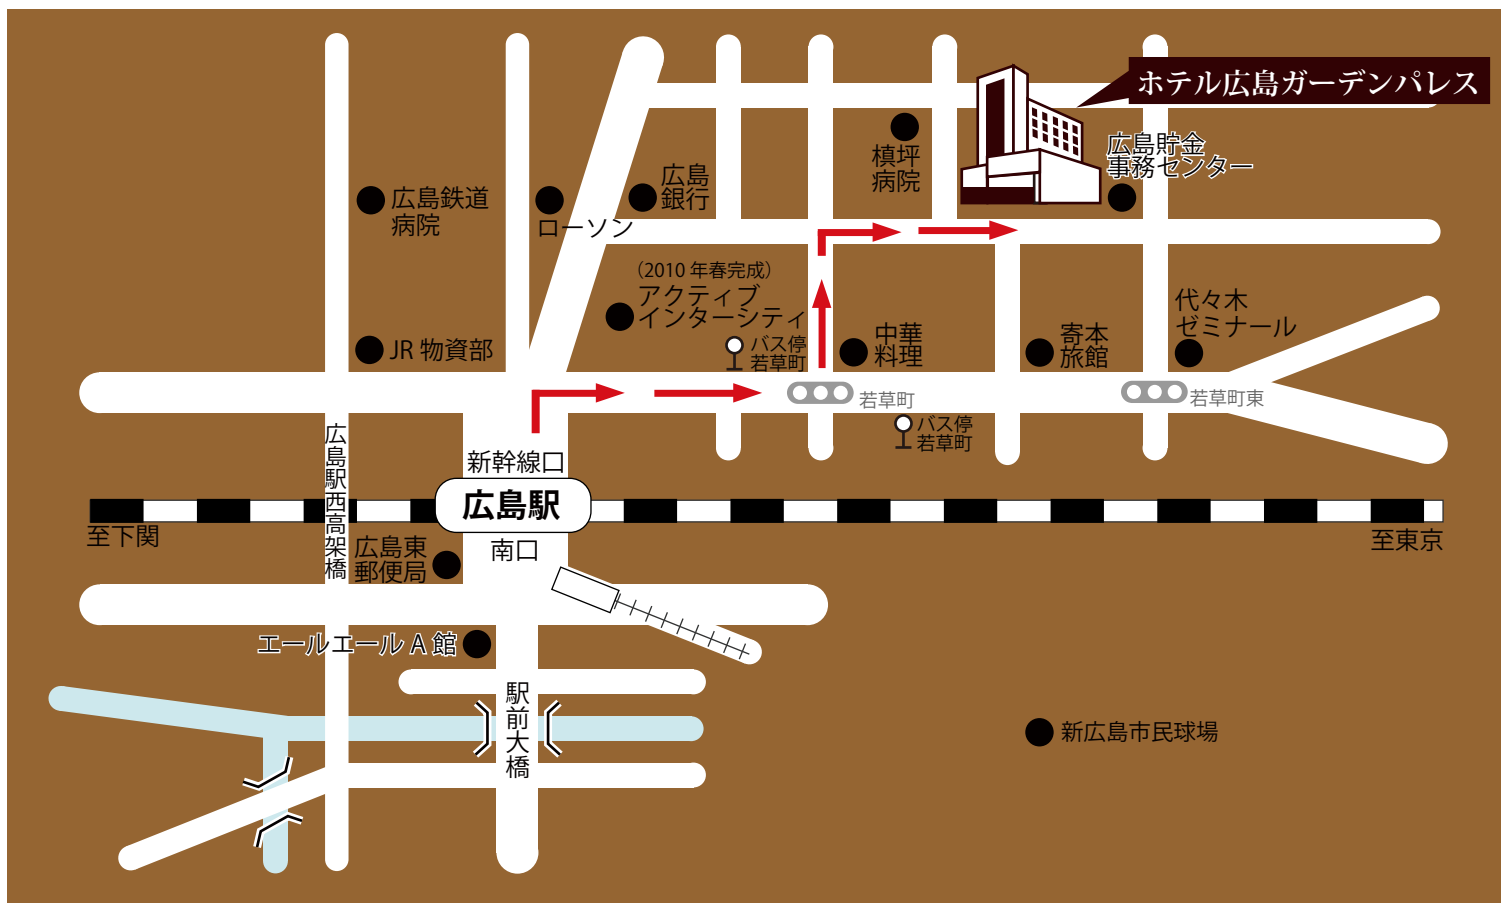 ホテル広島ガーデンパレス
広島貯金
事務センター
槙坪
病院
広島
銀行
広島鉄道
病院
ローソン
（2010 年春完成）
アクティブ
インターシティ
バス停
若草町
中華
料理
寄本
旅館
代々木
ゼミナール
JR 物資部
若草町
若草町東
バス停
若草町
新幹線口
広島駅
南口
広島駅西高架橋
至下関
至東京
広島東
郵便局
エールエール A 館
駅前大橋
新広島市民球場